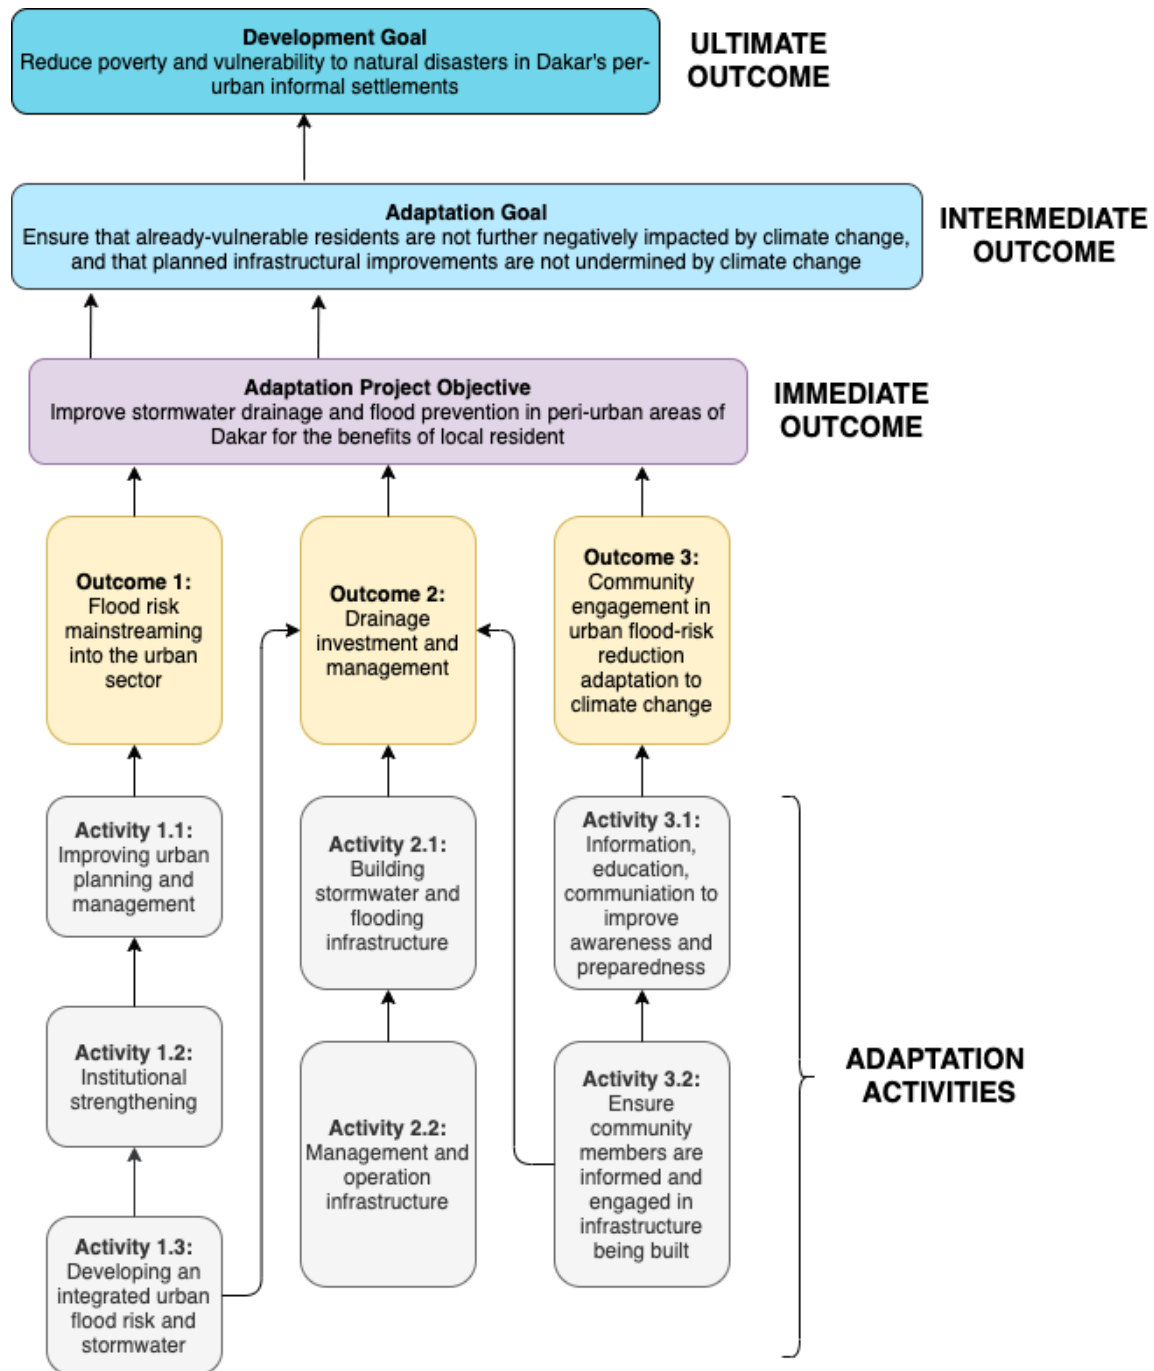 Development Goal
Reduce poverty and vulnerability to natural disasters in Dakar's per-
urban informal settlements
ULTIMATE
OUTCOME
Adaptation Goal
Ensure that already-vulnerable residents are not further negatively impacted by climate change,
and that planned infrastructural improvements are not undermined by climate change
INTERMEDIATE
OUTCOME
Adaptation Project Objective
Improve stormwater drainage and flood prevention in peri-urban areas of
Dakar for the benefits of local resident
IMMEDIATE
OUTCOME
Outcome 1:
Flood risk
mainstreaming
into the urban
sector
Outcome 2:
Drainage
investment and
management
Outcome 3:
Community
engagement in
urban flood-risk
reduction
adaptation to
climate change
Activity 1.1:
Improving urban
planning and
management
Activity 2.1:
Building
stormwater and
flooding
infrastructure
Activity 3.1:
Information,
education,
communiation to
improve
awareness and
preparedness
Activity 1.2:
Institutional
strengthening
Activity 2.2:
Management and
operation
infrastructure
Activity 3.2:
Ensure
community
members are
informed and
engaged in
infrastructure
being built
Activity 1.3:
Developing an
integrated urban
flood risk and
stormwater
ADAPTATION
ACTIVITIES